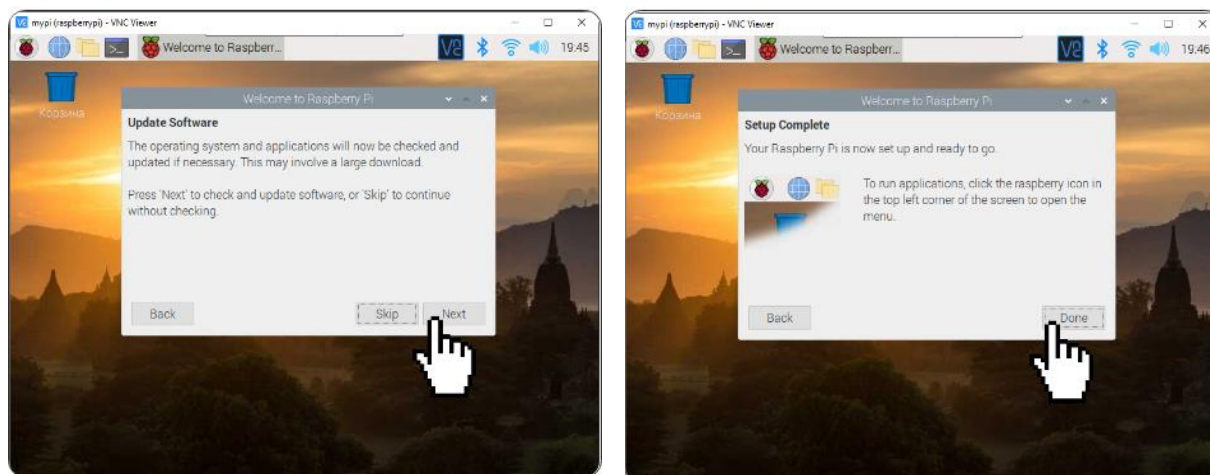 mypi (raspberrypi) - VNC Viewer
Welcome to Raspberr...
19:45
Корзина
Welcome to Raspberry Pi
Update Software
The operating system and applications will now be checked and
updated if necessary. This may involve a large download.
Press 'Next' to check and update software, or 'Skip' to continue
without checking.
Back
Skip
Next
mypi (raspberrypi) - VNC Viewer
Welcome to Raspberr...
19:46
Корзина
Welcome to Raspberry Pi
Setup Complete
Your Raspberry Pi is now set up and ready to go.
To run applications, click the raspberry icon in
the top left corner of the screen to open the
menu.
Back
Done